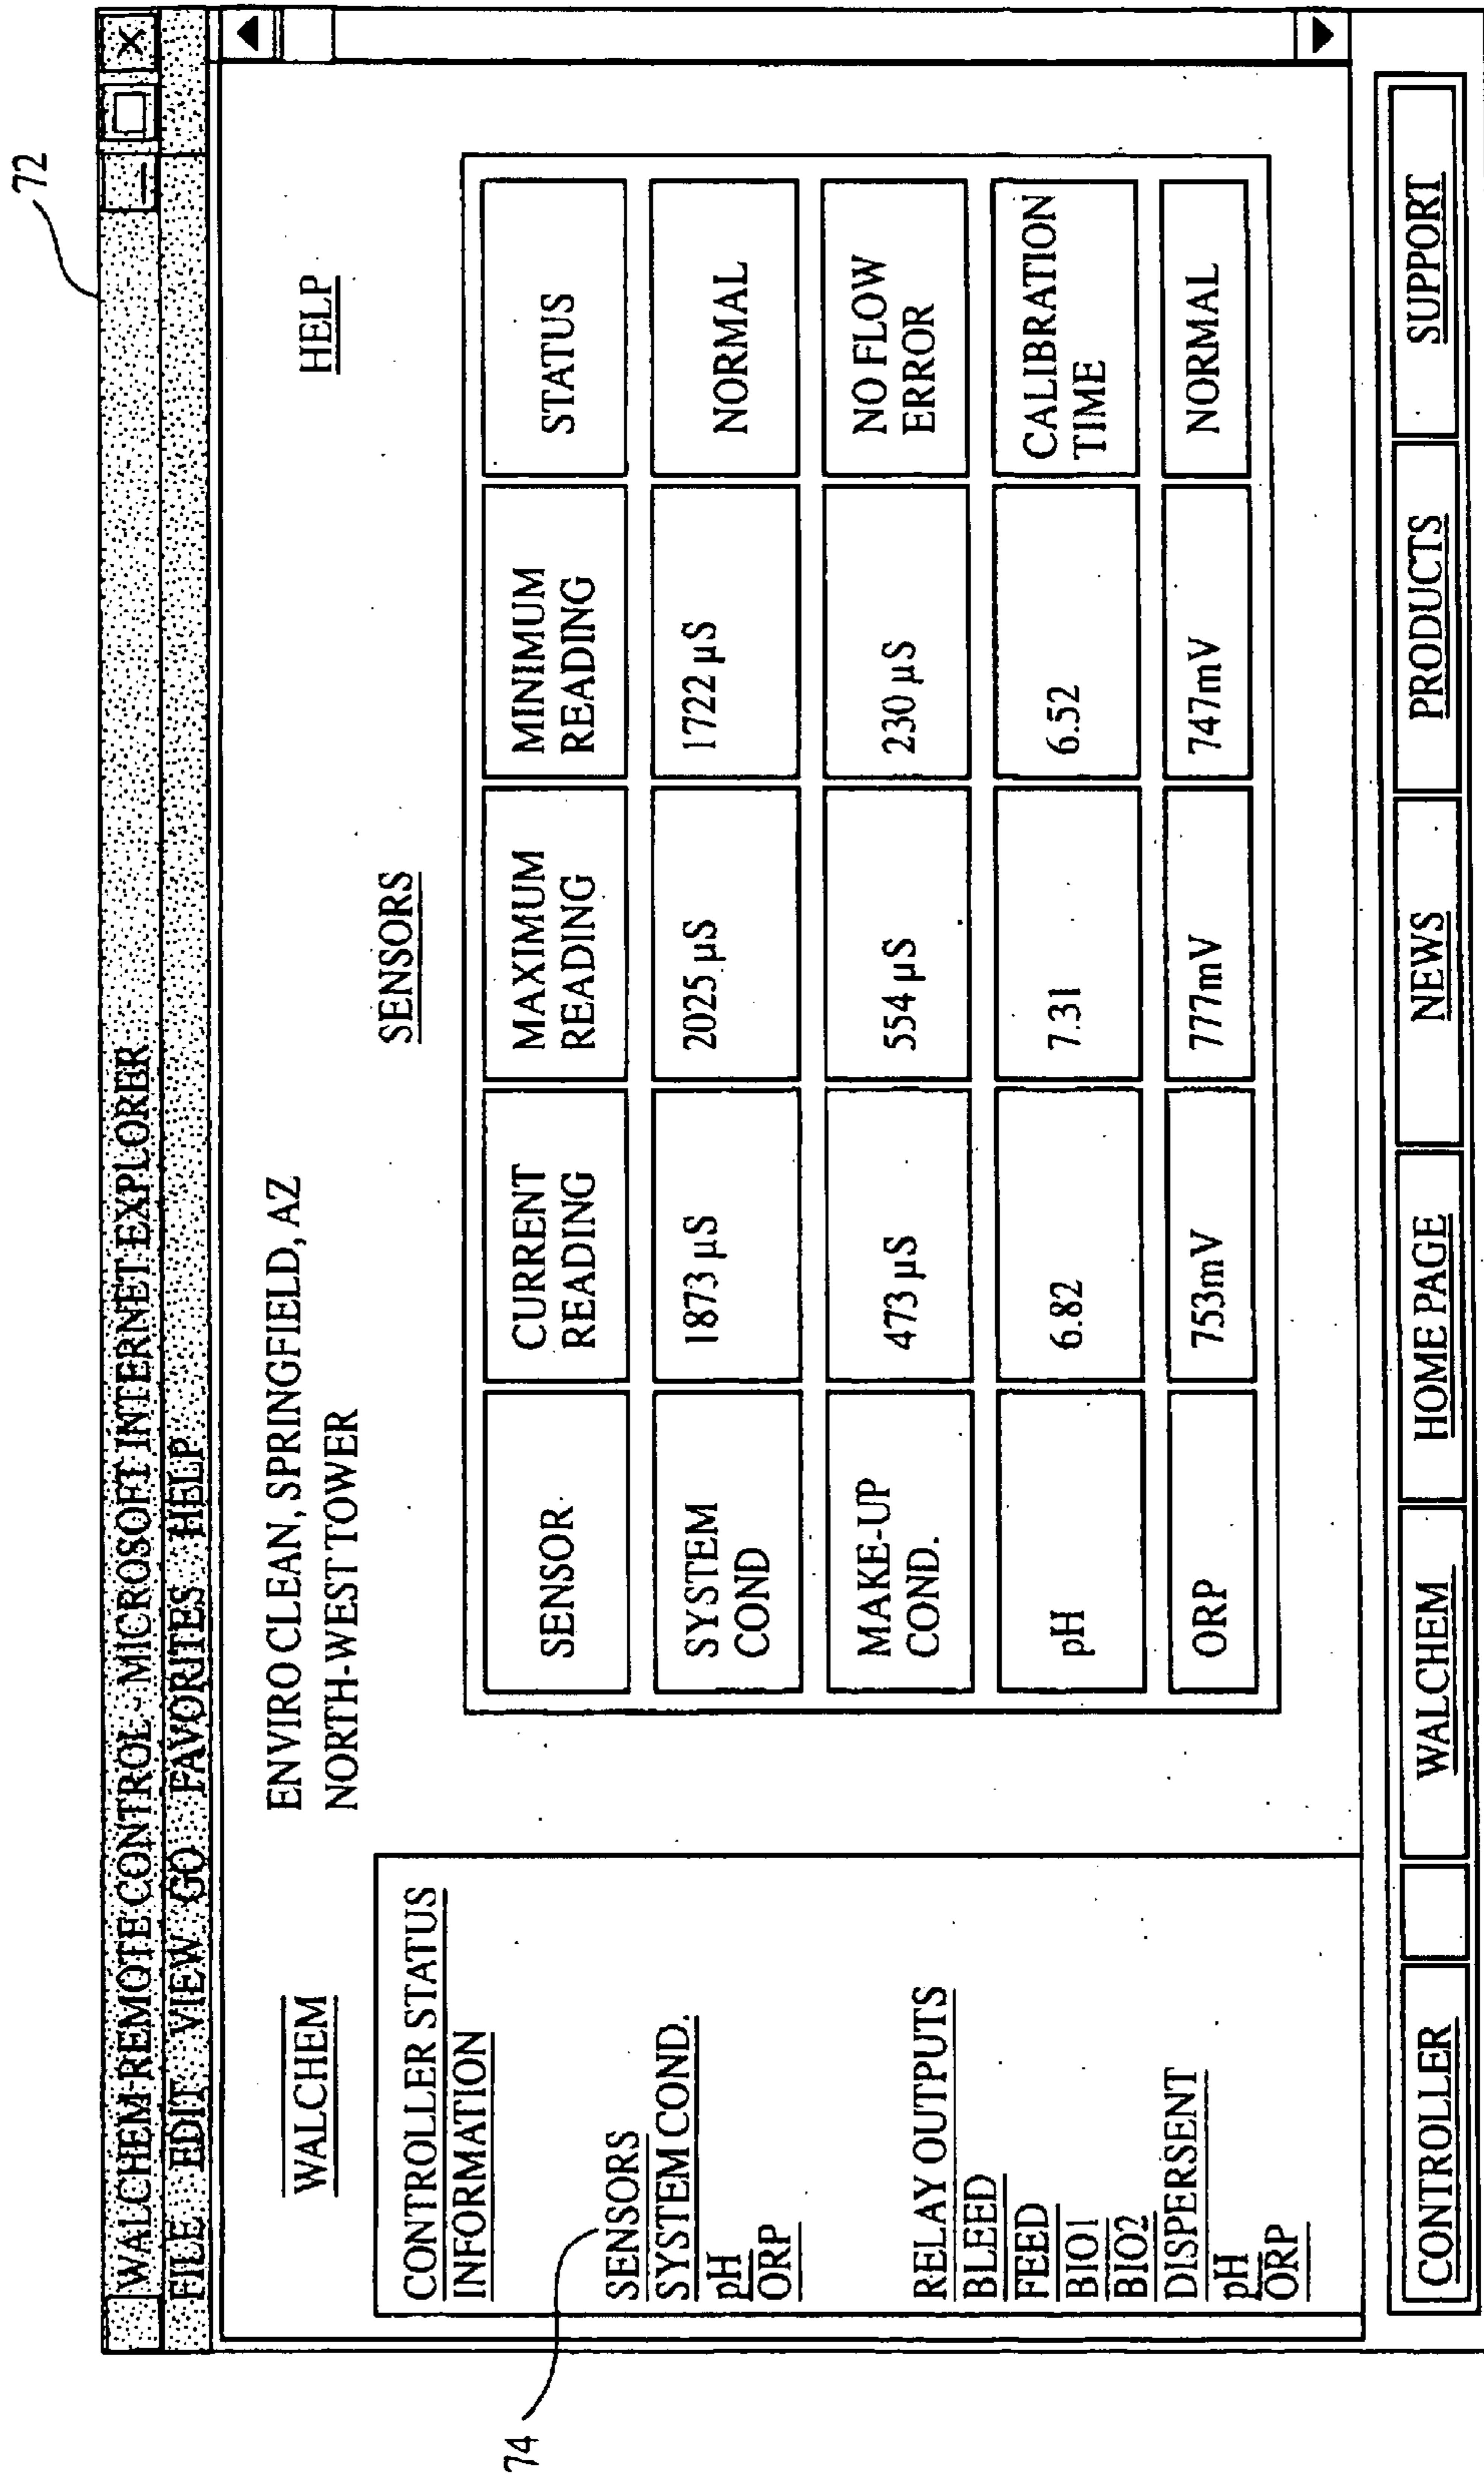 72
WALCHEM REMOTE CONTROL - MICROSOFT INTERNET EXPLORER
FILE EDIT VIEW GO FAVORITES HELP
WALCHEM
ENVIRO CLEAN, SPRINGFIELD, AZ
NORTH-WEST TOWER
HELP
CONTROLLER STATUS
INFORMATION
74
SENSORS
SYSTEM COND.
pH
ORP
RELAY OUTPUTS
BLEED
FEED
BIO1
BIO2
DISPERSENT
pH
ORP
SENSORS
SENSOR
CURRENT
READING
MAXIMUM
READING
MINIMUM
READING
STATUS
SYSTEM
COND
1873 µS
2025 µS
1722 µS
NORMAL
MAKE-UP
COND.
473 µS
554 µS
230 µS
NO FLOW
ERROR
pH
6.82
7.31
6.52
CALIBRATION
TIME
ORP
753mV
777mV
747mV
NORMAL
CONTROLLER
WALCHEM
HOME PAGE
NEWS
PRODUCTS
SUPPORT